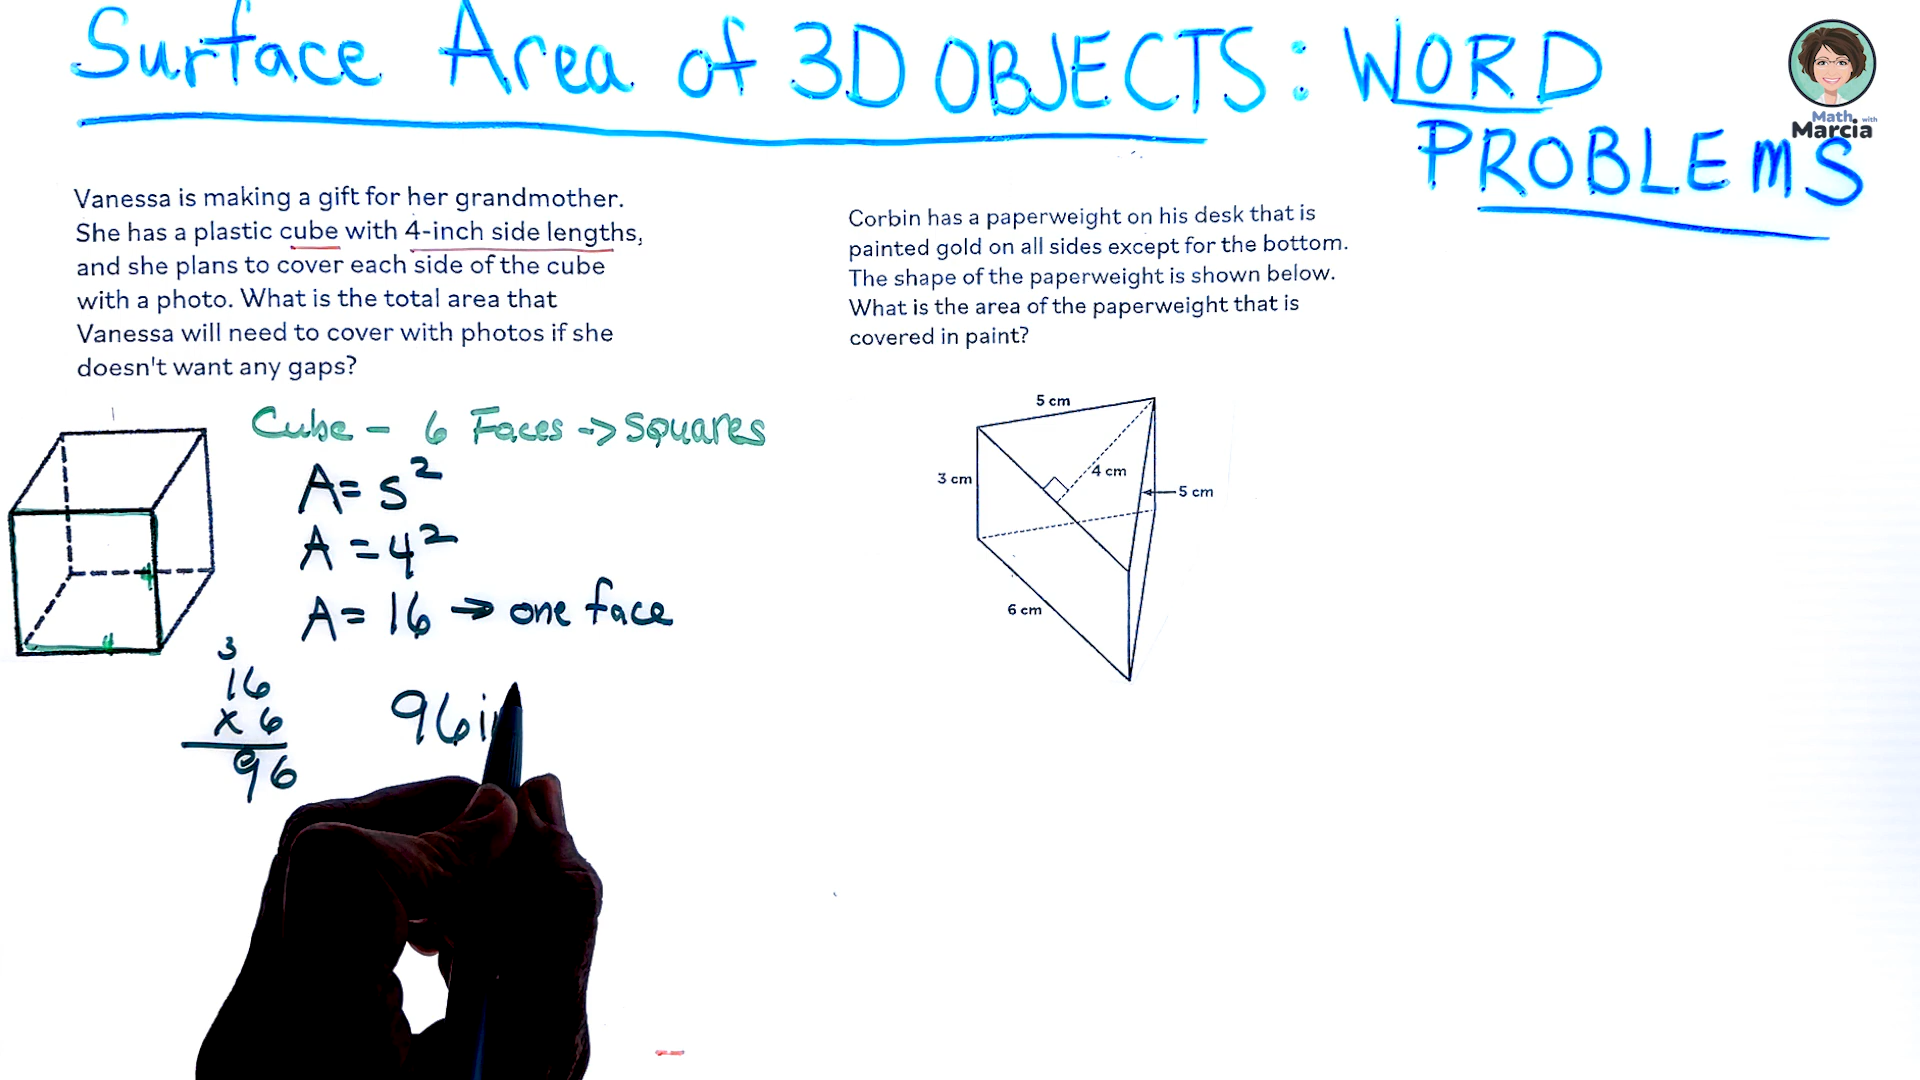 Surface Area of 3D OBJECTS: WORD
PROBLEMS
Math with
Marcia
Vanessa is making a gift for her grandmother.
She has a plastic cube with 4-inch side lengths,
and she plans to cover each side of the cube
with a photo. What is the total area that
Vanessa will need to cover with photos if she
doesn't want any gaps?
Cube - 6 Faces -> Squares
A = s²
A = 4²
A = 16 → one face
4
4
3
16
x 6
96
96 in
Corbin has a paperweight on his desk that is
painted gold on all sides except for the bottom.
The shape of the paperweight is shown below.
What is the area of the paperweight that is
covered in paint?
5 cm
4 cm
3 cm
5 cm
6 cm